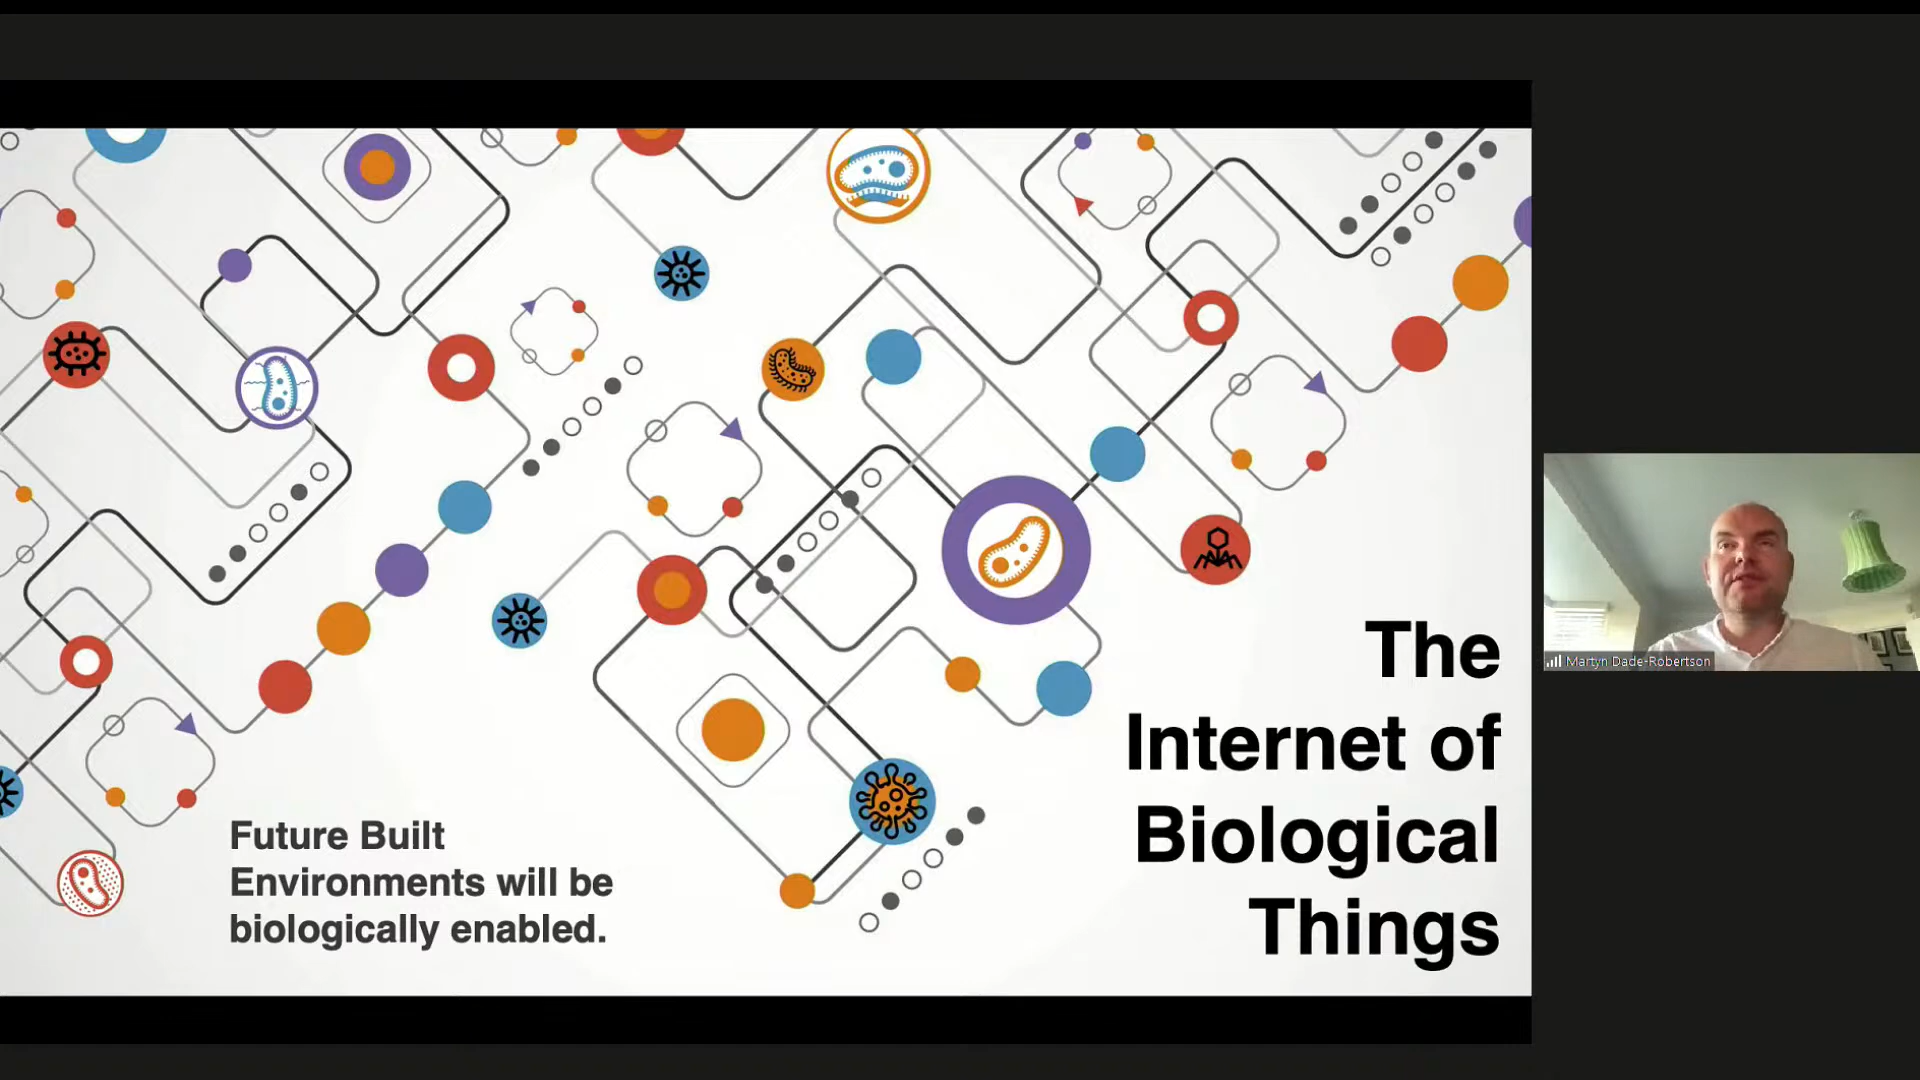 The
Internet of
Biological
Things
Future Built
Environments will be
biologically enabled.
Martyn Dade-Robertson